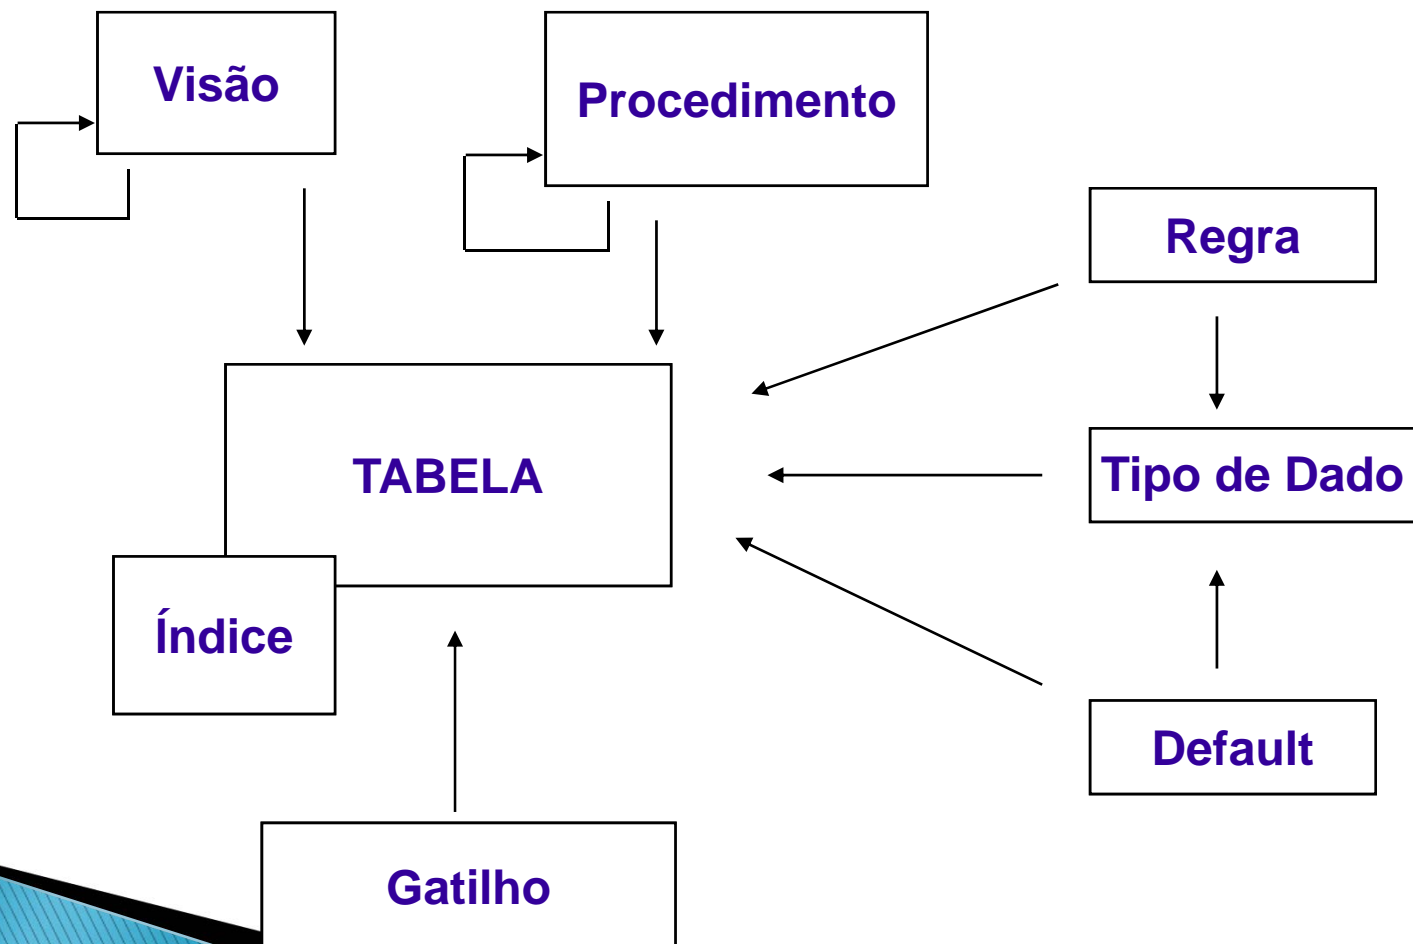 Visão
Procedimento
Regra
TABELA
Tipo de Dado
Índice
Default
Gatilho